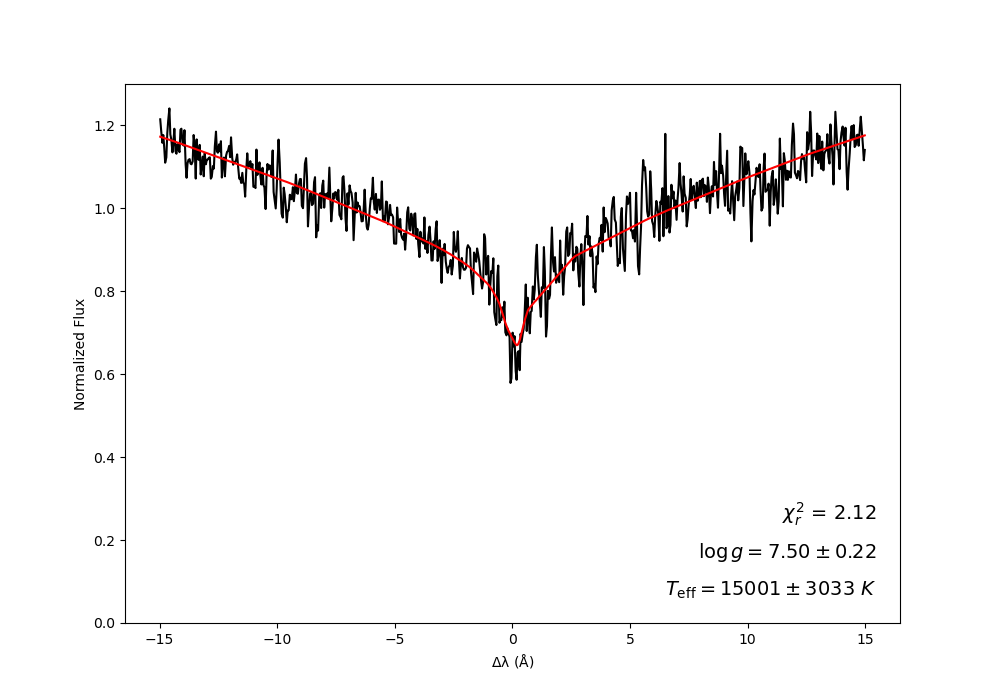 1.2
1.0
0.8
0.6
0.4
0.2
0.0
Normalized Flux
χ²ᵣ = 2.12
log g = 7.50 ± 0.22
T_eff = 15001 ± 3033 K
−15 −10 −5 0 5 10 15
Δλ (Å)